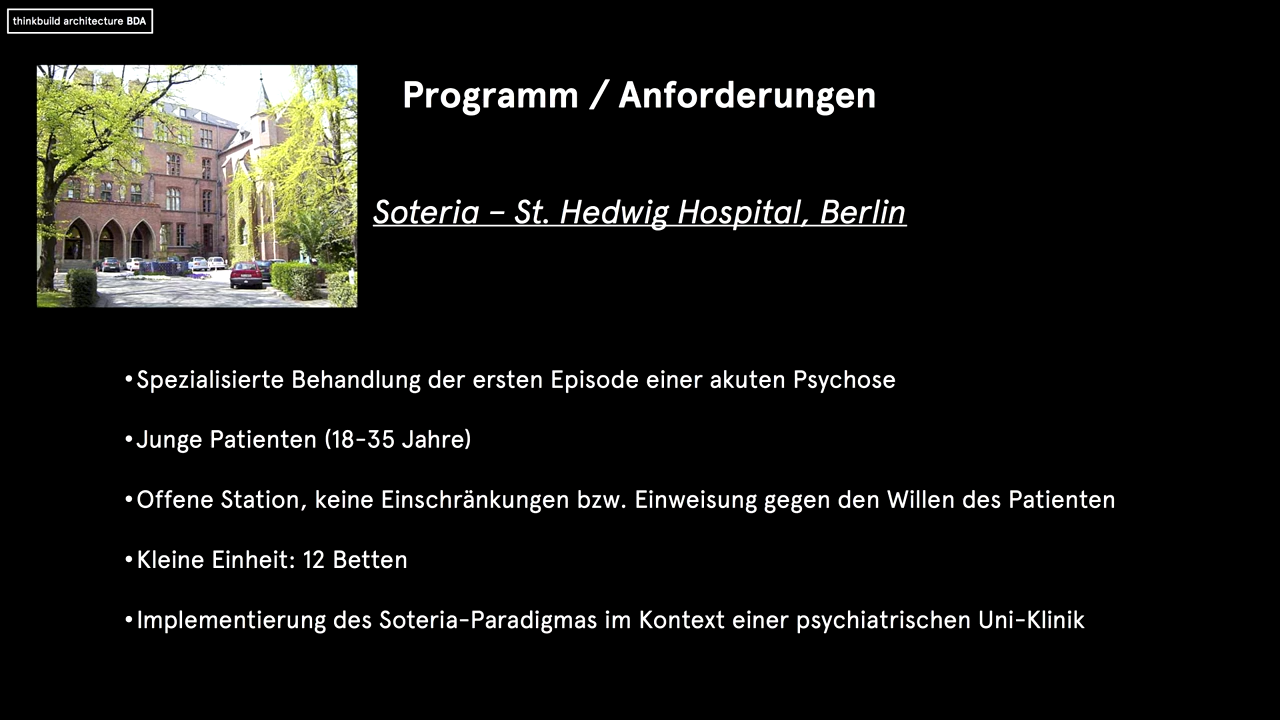 thinkbuild architecture BDA
Programm / Anforderungen
Soteria – St. Hedwig Hospital, Berlin
•Spezialisierte Behandlung der ersten Episode einer akuten Psychose
•Junge Patienten (18-35 Jahre)
•Offene Station, keine Einschränkungen bzw. Einweisung gegen den Willen des Patienten
•Kleine Einheit: 12 Betten
•Implementierung des Soteria-Paradigmas im Kontext einer psychiatrischen Uni-Klinik